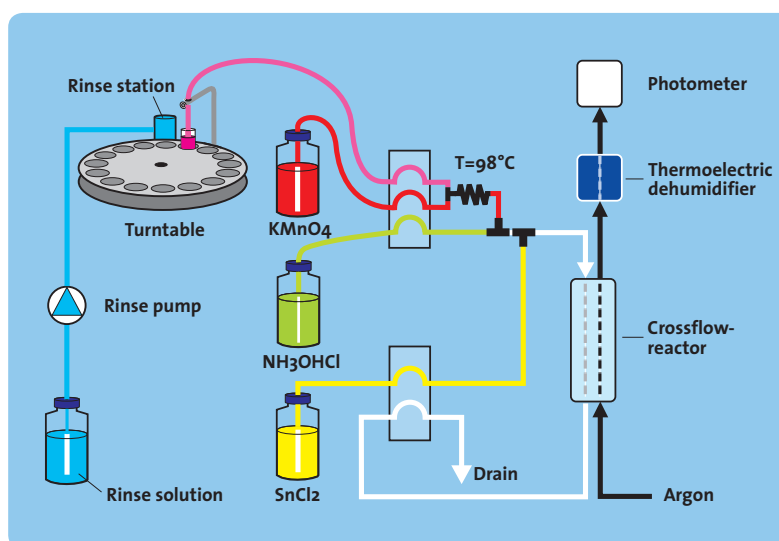 Rinse station
Photometer
T=98°C
Thermoelectric
dehumidifier
Turntable
KMnO4
Rinse pump
Crossflow-
reactor
NH3OHCl
Drain
Rinse solution
SnCl2
Argon